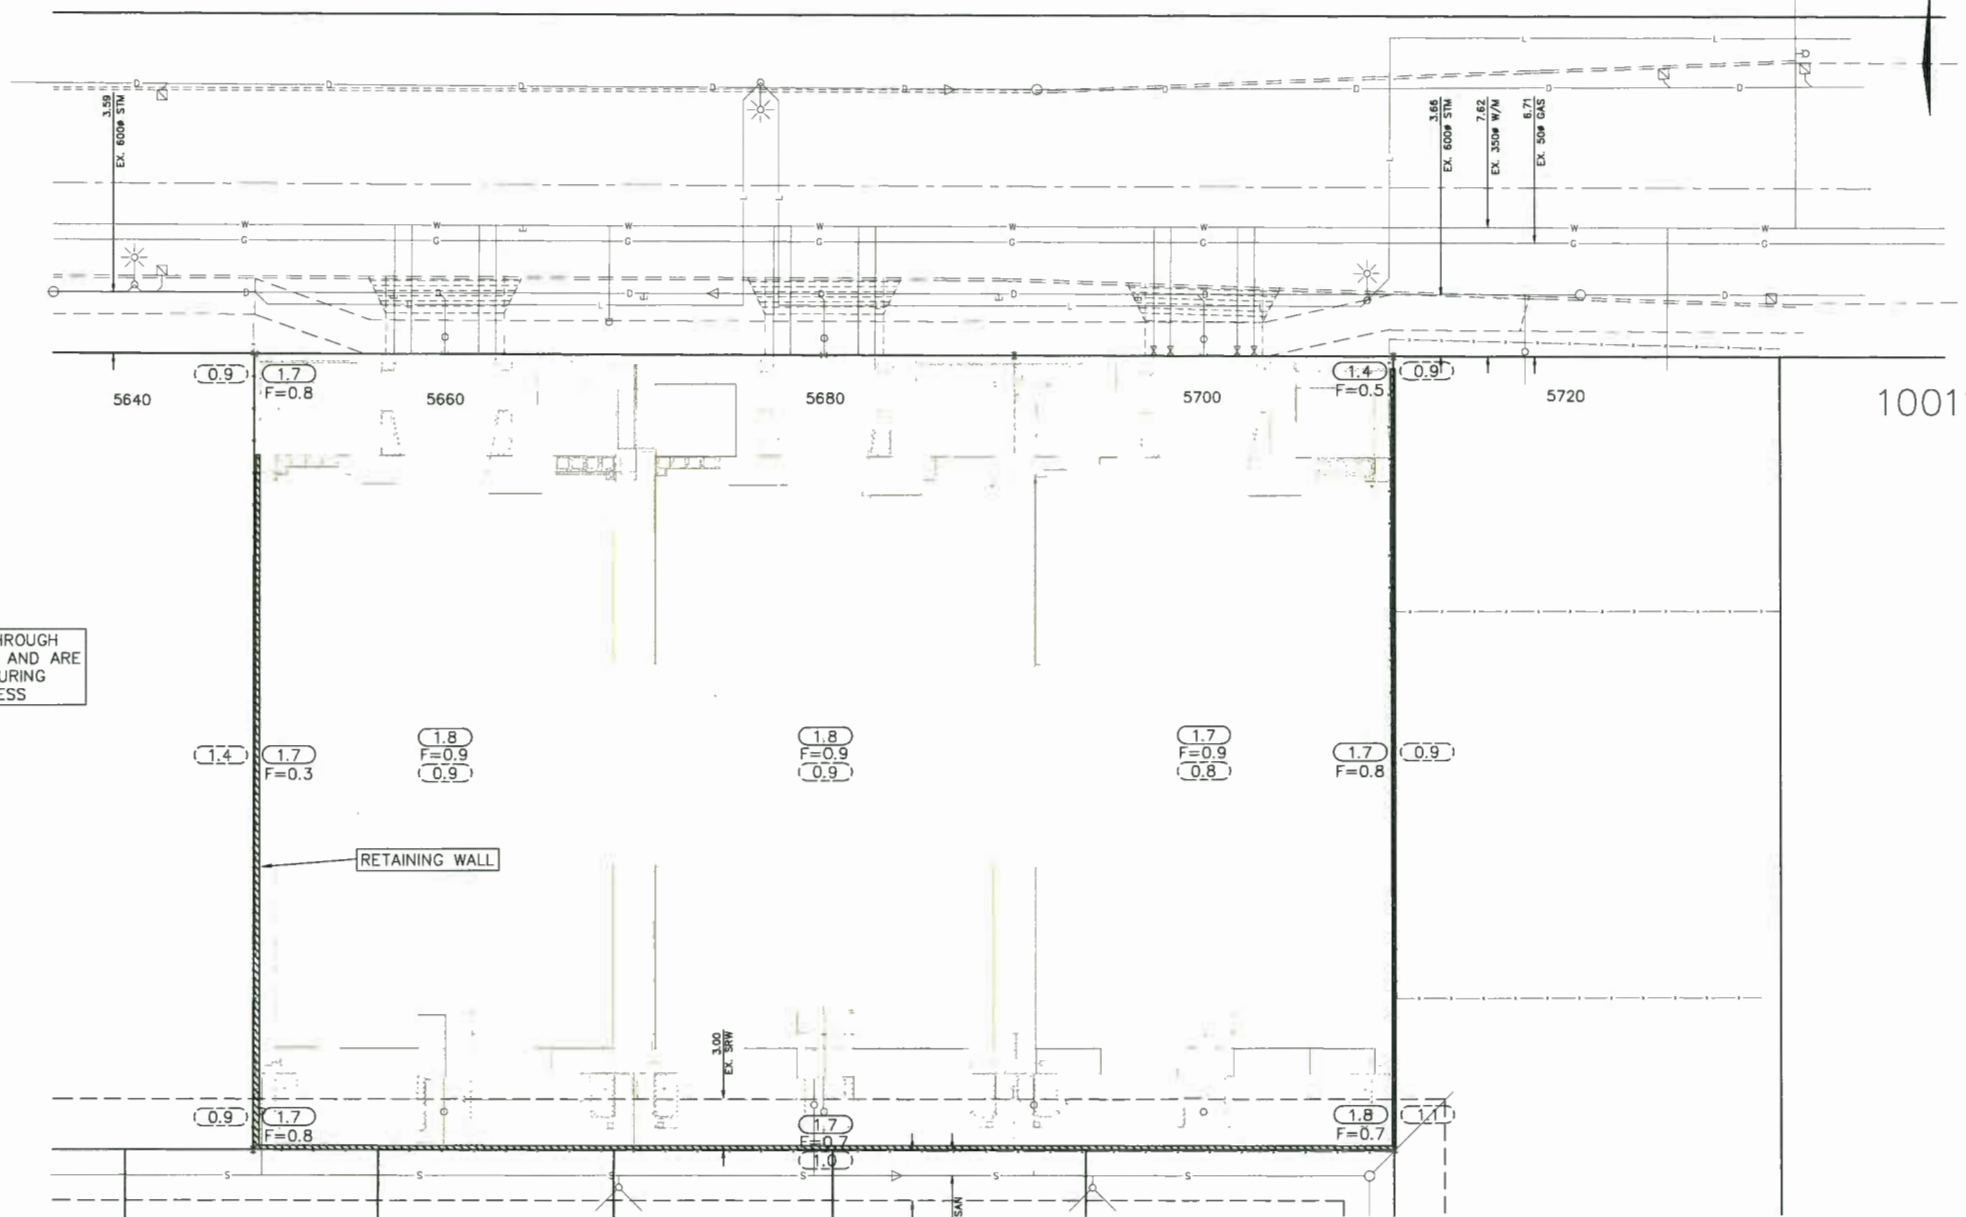 L L
D D D D D D D D D
3.59
EX. 600ø STM
3.66
EX. 600ø STM
7.62
EX. 350ø W/M
6.71
EX. 50ø GAS
L
L L
W W W W W W W W
G G G G G G G G
D L D D L D
0.9 1.7
F=0.8
1.4 0.9
F=0.5
5640 5660 5680 5700 5720
1001
HROUGH
AND ARE
URING
ESS
1.4 1.7
F=0.3
1.8
F=0.9
0.9
1.8
F=0.9
0.9
1.7
F=0.9
0.8
1.7 0.9
F=0.8
RETAINING WALL
3.00
EX. SRW
0.9 1.7
F=0.8
1.7
F=0.7
1.0
1.8 1.1
F=0.7
S S S S S S
SAN